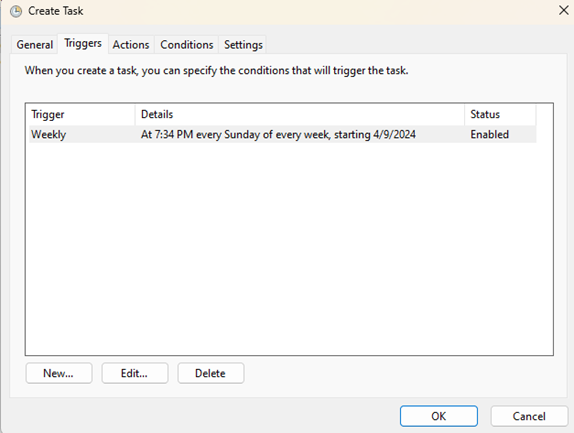 Create Task
General Triggers Actions Conditions Settings
When you create a task, you can specify the conditions that will trigger the task.
Trigger Details Status
Weekly At 7:34 PM every Sunday of every week, starting 4/9/2024 Enabled
New... Edit... Delete
OK Cancel